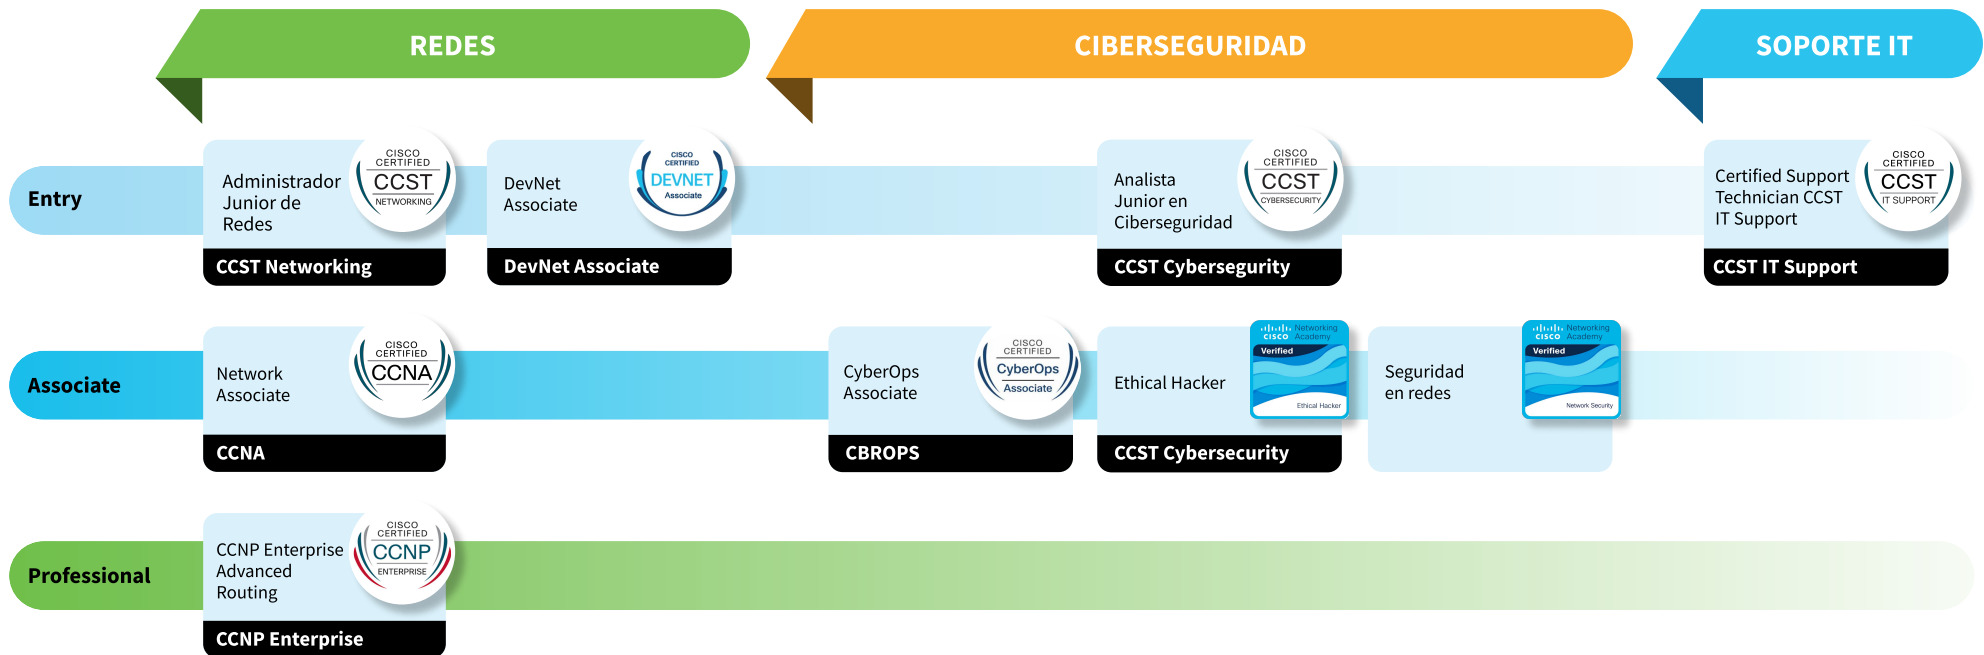 REDES
CIBERSEGURIDAD
SOPORTE IT
Entry
Administrador
Junior de
Redes
CISCO
CERTIFIED
CCST
NETWORKING
CCST Networking
DevNet
Associate
CISCO
CERTIFIED
DEVNET
Associate
DevNet Associate
Analista
Junior en
Ciberseguridad
CISCO
CERTIFIED
CCST
CYBERSECURITY
CCST Cybersegurity
Certified Support
Technician CCST
IT Support
CISCO
CERTIFIED
CCST
IT SUPPORT
CCST IT Support
Associate
Network
Associate
CISCO
CERTIFIED
CCNA
CCNA
CyberOps
Associate
CISCO
CERTIFIED
CyberOps
Associate
CBROPS
Ethical Hacker
CISCO
Networking
Academy
Verified
Ethical Hacker
CCST Cybersecurity
Seguridad
en redes
CISCO
Networking
Academy
Verified
Network Security
Professional
CCNP Enterprise
Advanced
Routing
CISCO
CERTIFIED
CCNP
ENTERPRISE
CCNP Enterprise